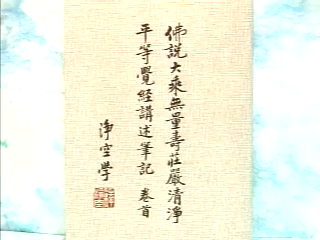 佛說大乘無量壽莊嚴清淨
平等覺經講述筆記 卷首
淨空學